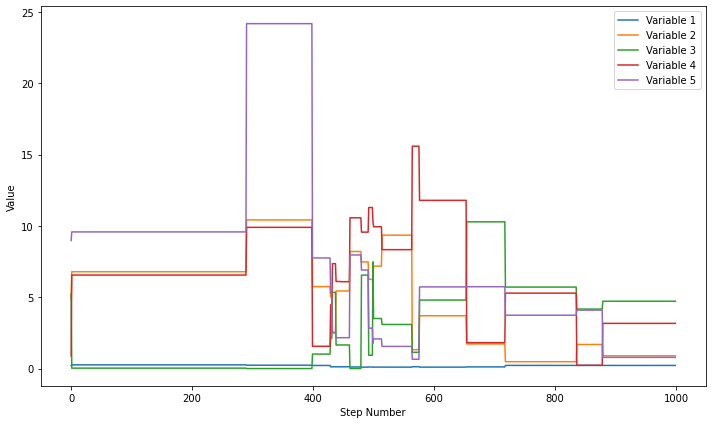 25
20
15
10
5
0
Value
0
200
400
600
800
1000
Step Number
Variable 1
Variable 2
Variable 3
Variable 4
Variable 5